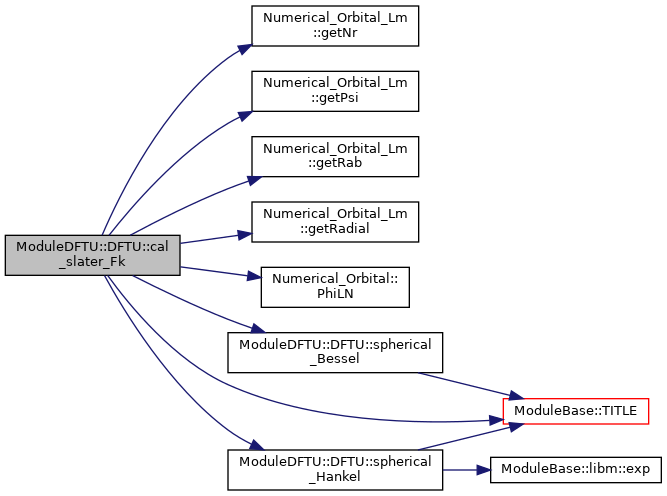 Numerical_Orbital_Lm
::getNr
Numerical_Orbital_Lm
::getPsi
Numerical_Orbital_Lm
::getRab
Numerical_Orbital_Lm
::getRadial
ModuleDFTU::DFTU::cal
_slater_Fk
Numerical_Orbital::
PhiLN
ModuleDFTU::DFTU::spherical
_Bessel
ModuleBase::TITLE
ModuleDFTU::DFTU::spherical
_Hankel
ModuleBase::libm::exp